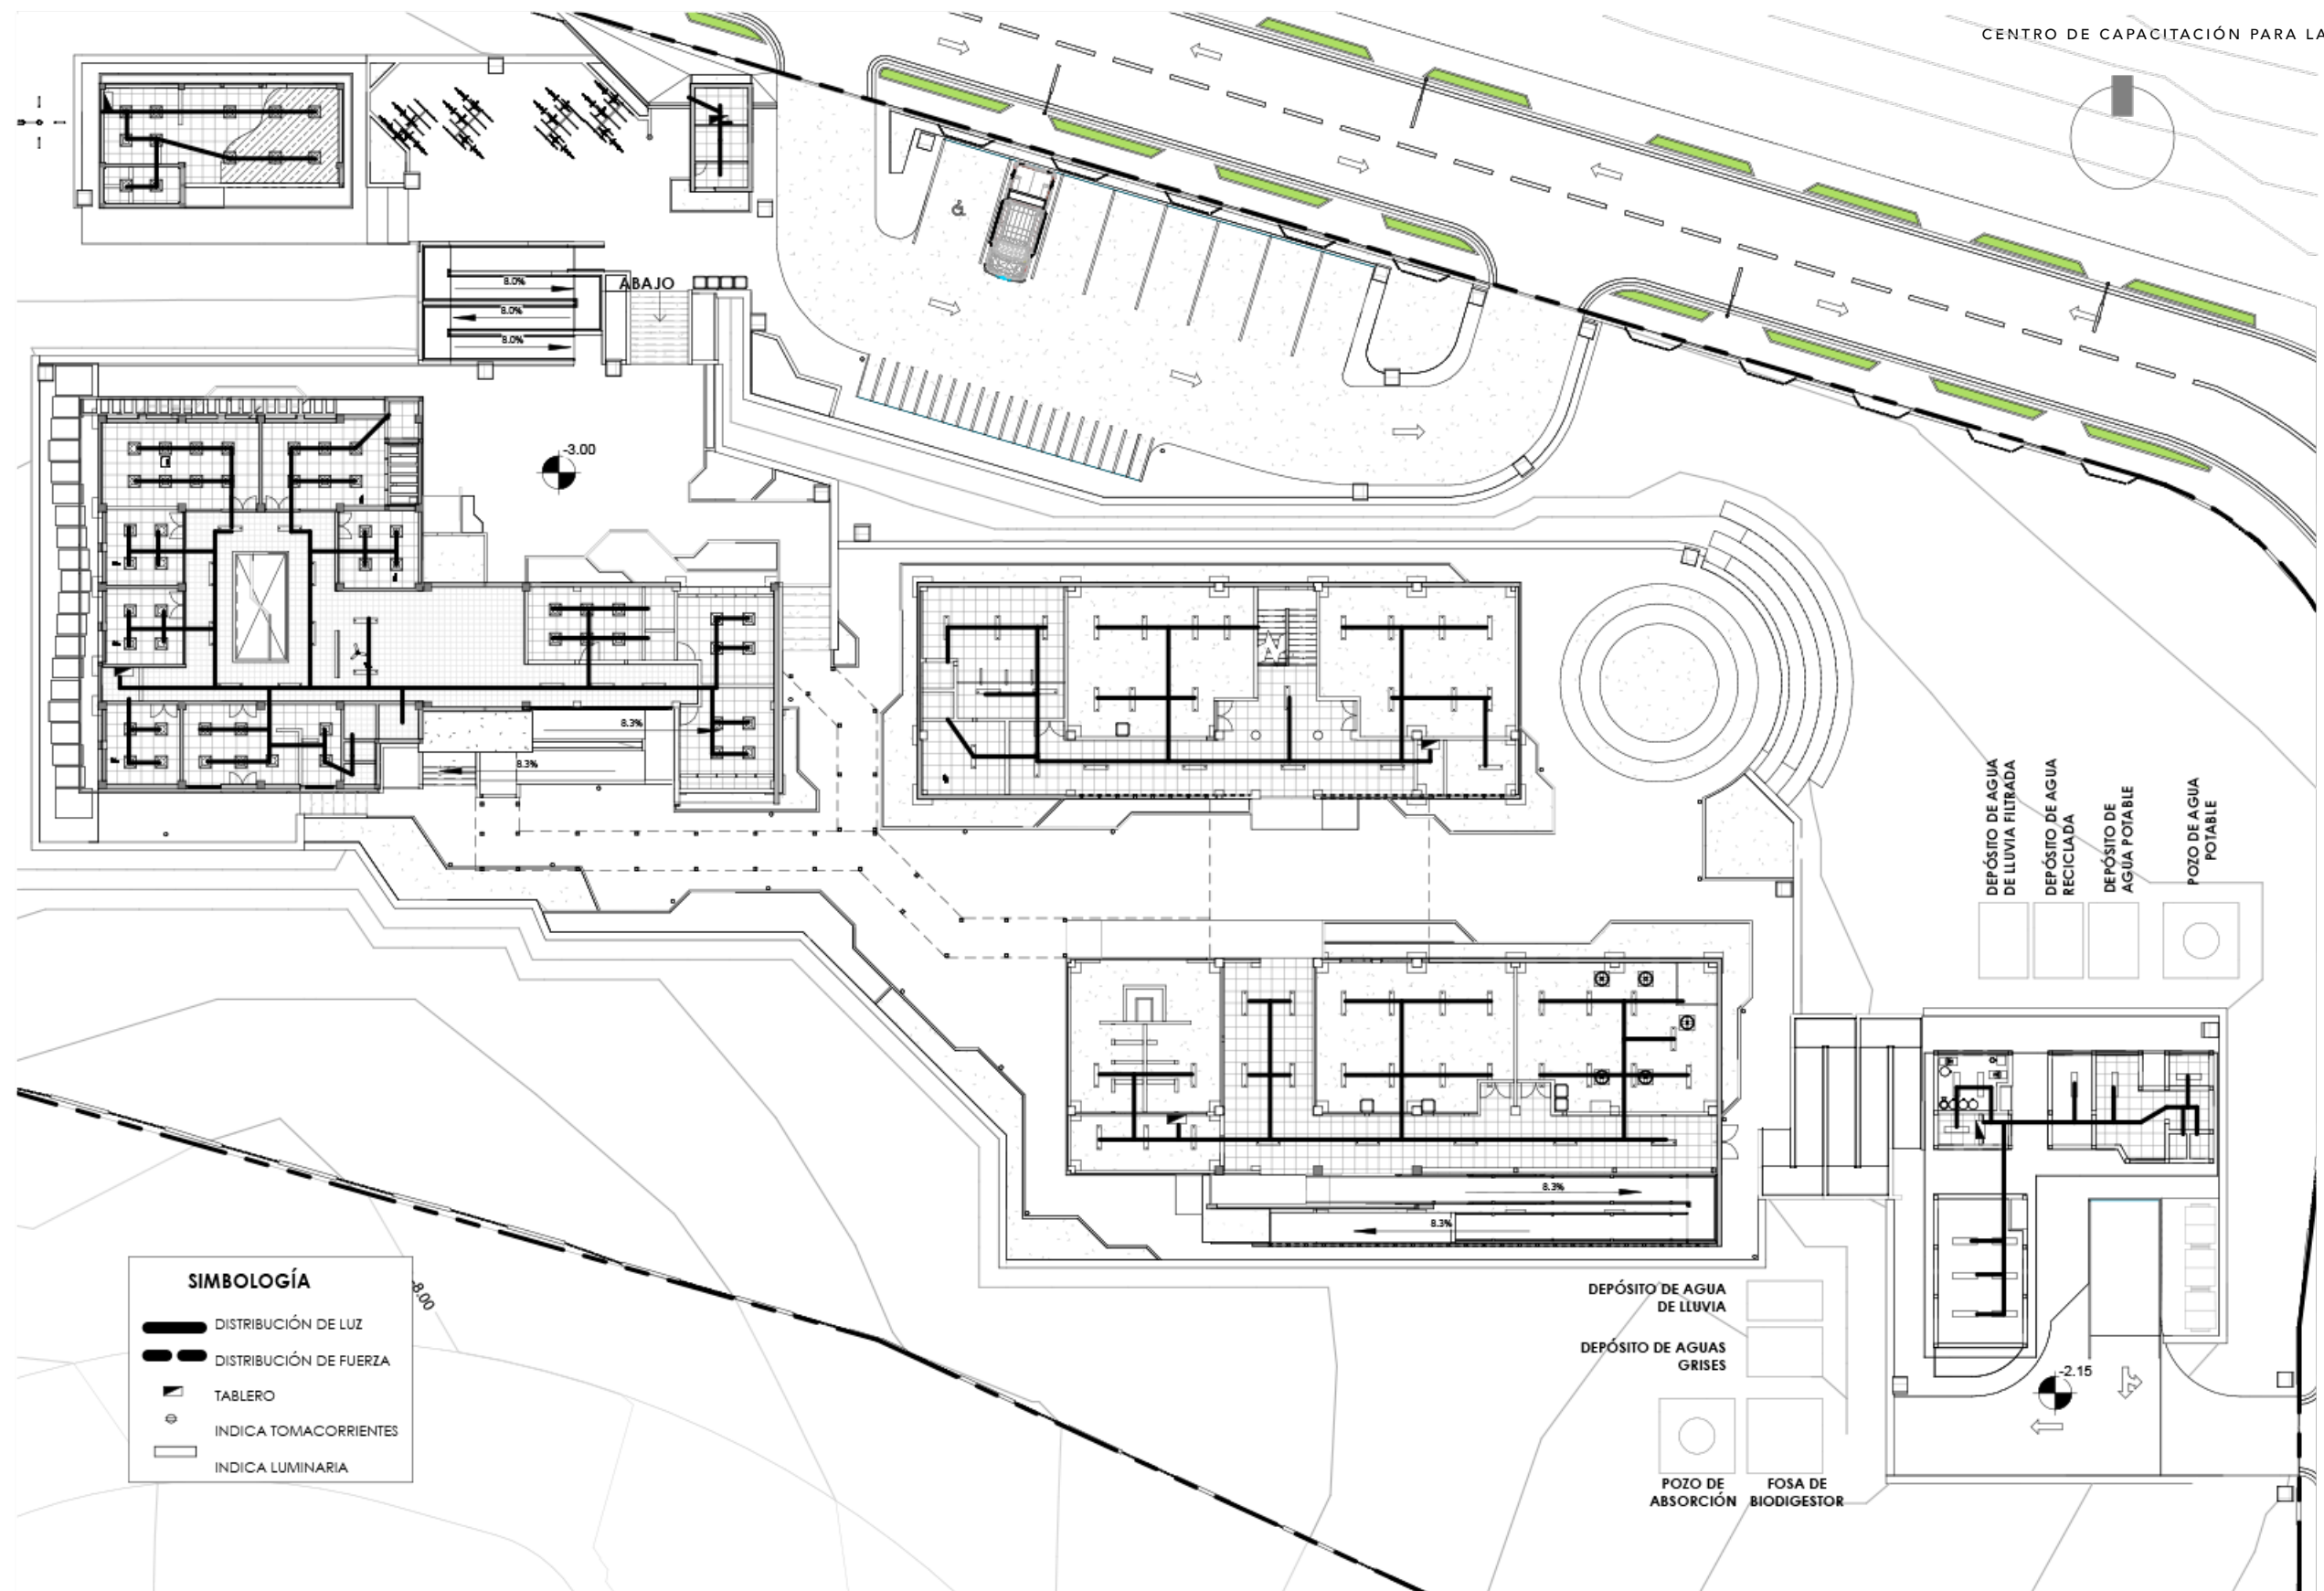 CENTRO DE CAPACITACIÓN PARA LA
8.0%
8.0%
8.0%
ABAJO
-3.00
8.3%
8.3%
DEPÓSITO DE AGUA
DE LLUVIA FILTRADA
DEPÓSITO DE AGUA
RECICLADA
DEPÓSITO DE
AGUA POTABLE
POZO DE AGUA
POTABLE
8.3%
8.3%
DEPÓSITO DE AGUA
DE LLUVIA
DEPÓSITO DE AGUAS
GRISES
POZO DE
ABSORCIÓN
FOSA DE
BIODIGESTOR
-2.15
-8.00
SIMBOLOGÍA
DISTRIBUCIÓN DE LUZ
DISTRIBUCIÓN DE FUERZA
TABLERO
INDICA TOMACORRIENTES
INDICA LUMINARIA